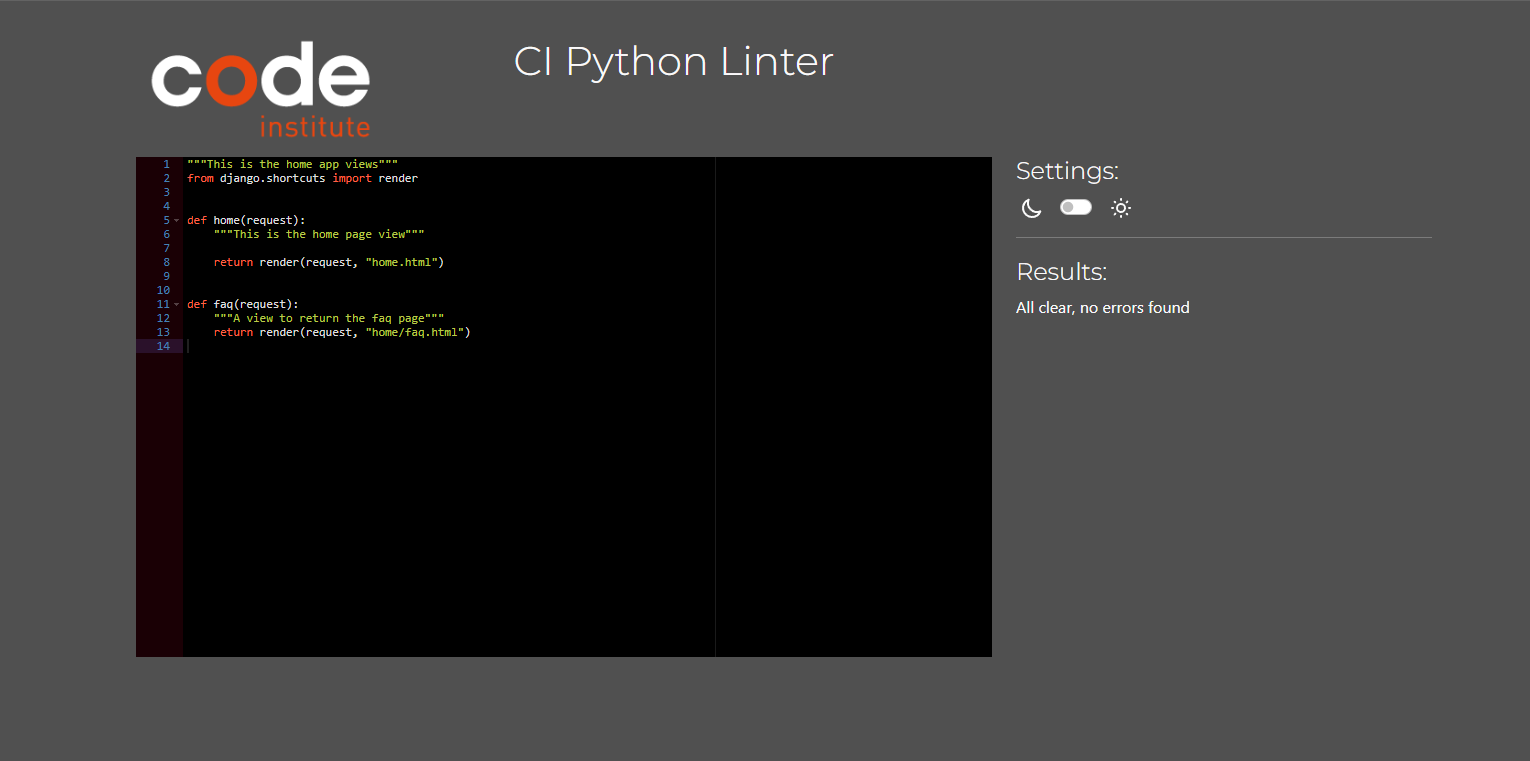 code
institute
CI Python Linter
1 """This is the home app views"""
2 from django.shortcuts import render
3
4
5 def home(request):
6     """This is the home page view"""
7
8     return render(request, "home.html")
9
10
11 def faq(request):
12     """A view to return the faq page"""
13     return render(request, "home/faq.html")
14
Settings:
Results:
All clear, no errors found